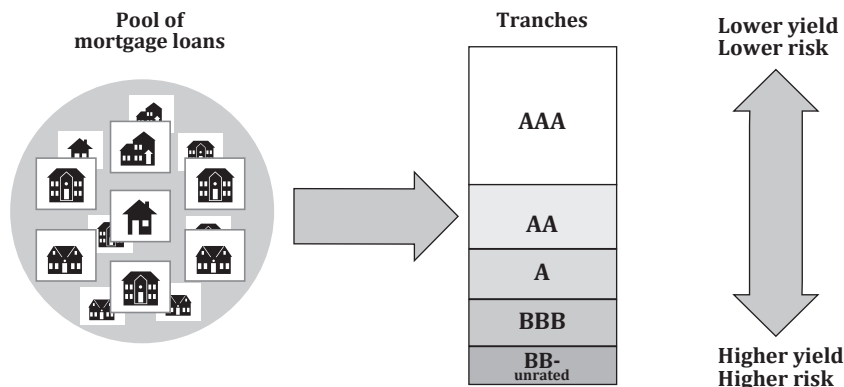 Pool of
mortgage loans
Tranches
Lower yield
Lower risk
AAA
AA
A
BBB
BB-
unrated
Higher yield
Higher risk